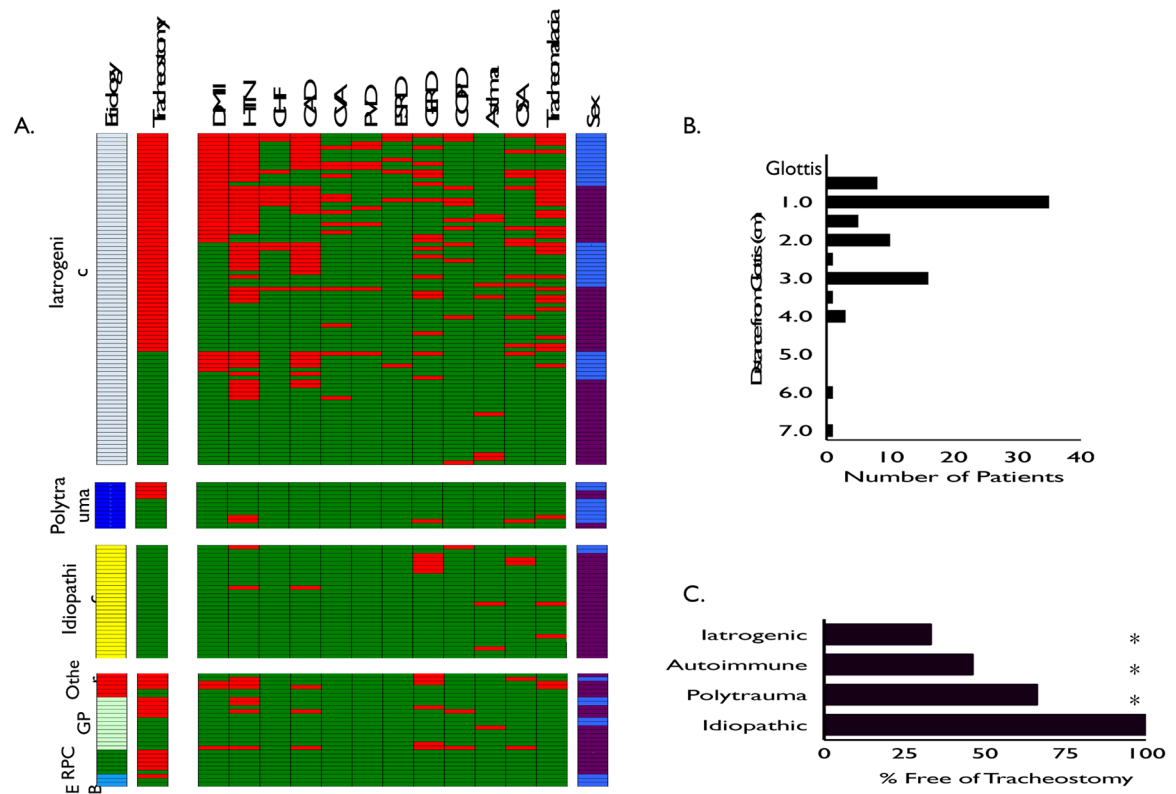 A.
Etiology
Tracheostomy
DMII
HTN
CHF
CAD
CVA
PVD
ESRD
GERD
COPD
Asthma
OSA
Tracheomalacia
Sex
Iatrogeni
c
Polytra
uma
Idiopathi
c
Othe
r
GP
RPC
E
B
B.
Glottis
1.0
2.0
3.0
4.0
5.0
6.0
7.0
Distance from Glottis (cm)
0 10 20 30 40
Number of Patients
C.
Iatrogenic *
Autoimmune *
Polytrauma *
Idiopathic
0 25 50 75 100
% Free of Tracheostomy